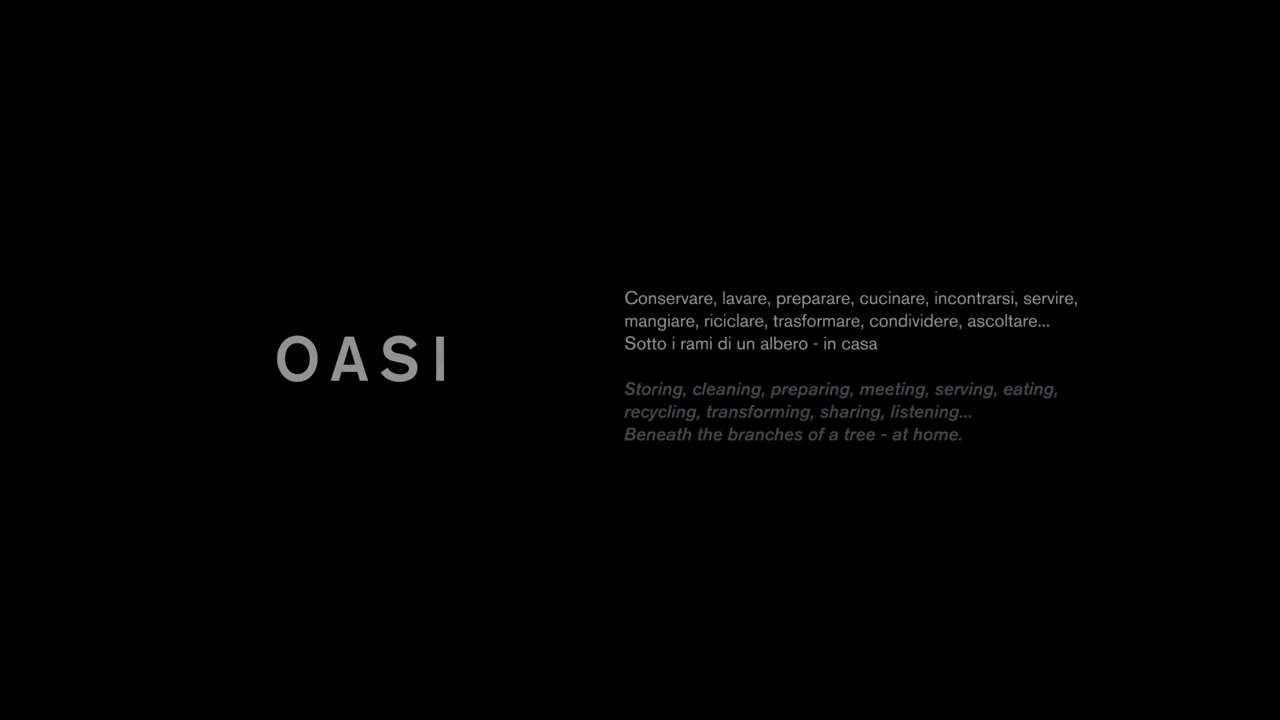 OASI
Conservare, lavare, preparare, cucinare, incontrarsi, servire,
mangiare, riciclare, trasformare, condividere, ascoltare...
Sotto i rami di un albero - in casa
Storing, cleaning, preparing, meeting, serving, eating,
recycling, transforming, sharing, listening...
Beneath the branches of a tree - at home.